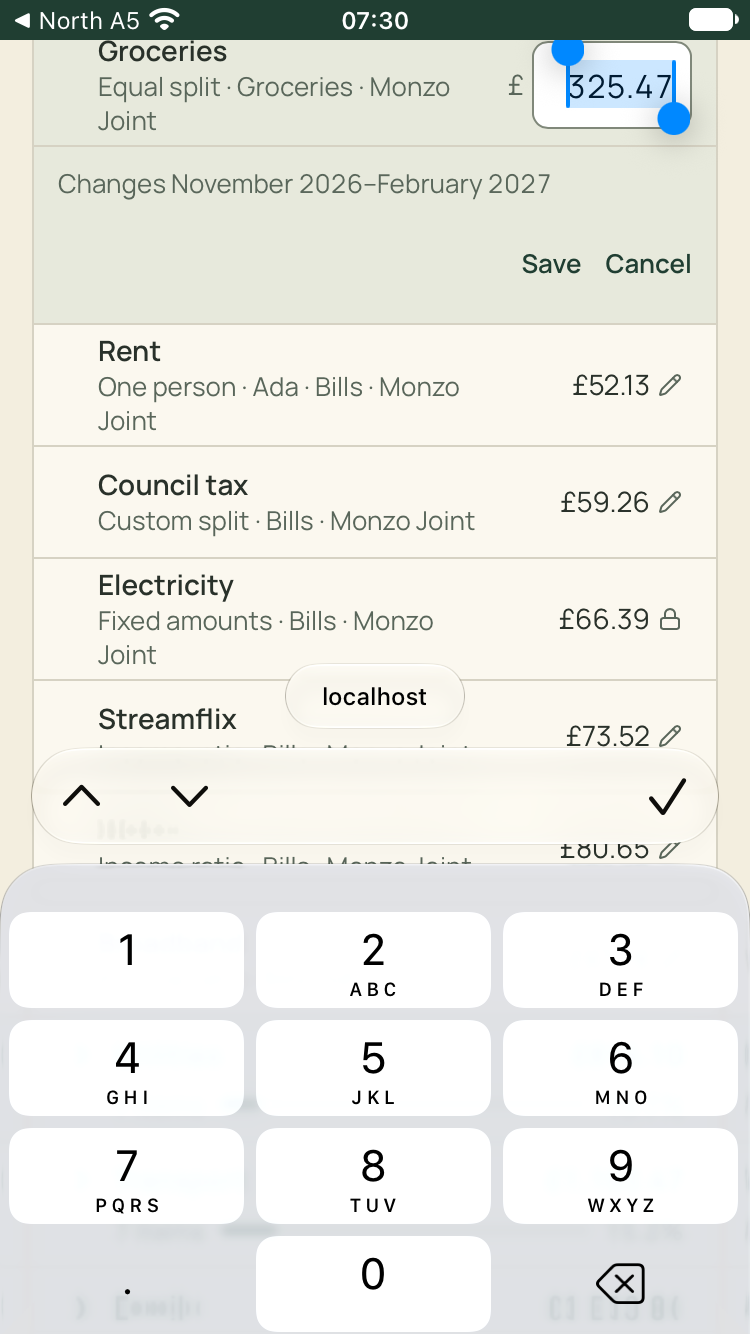 North A5
07:30
Groceries
Equal split · Groceries · Monzo
Joint
£
325.47
Changes November 2026–February 2027
Save Cancel
Rent
One person · Ada · Bills · Monzo
Joint
£52.13
Council tax
Custom split · Bills · Monzo Joint
£59.26
Electricity
Fixed amounts · Bills · Monzo
Joint
£66.39
localhost
Streamflix
£73.52
Income ratio · Bills · Monzo Joint
£80.65
1
2
ABC
3
DEF
4
GHI
5
JKL
6
MNO
7
PQRS
8
TUV
9
WXYZ
.
0